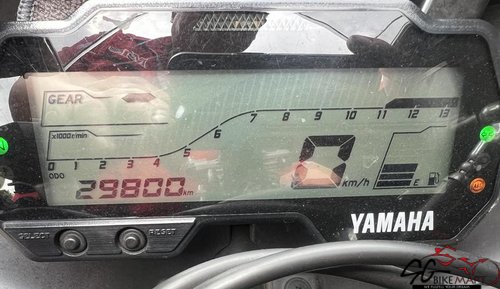 GEAR
x1000r/min
0 1 2 3 4 5 6 7 8 9 10 11 12 13
N
ODO
29800 km
0 km/h
E
SELECT RESET
YAMAHA
BIKE